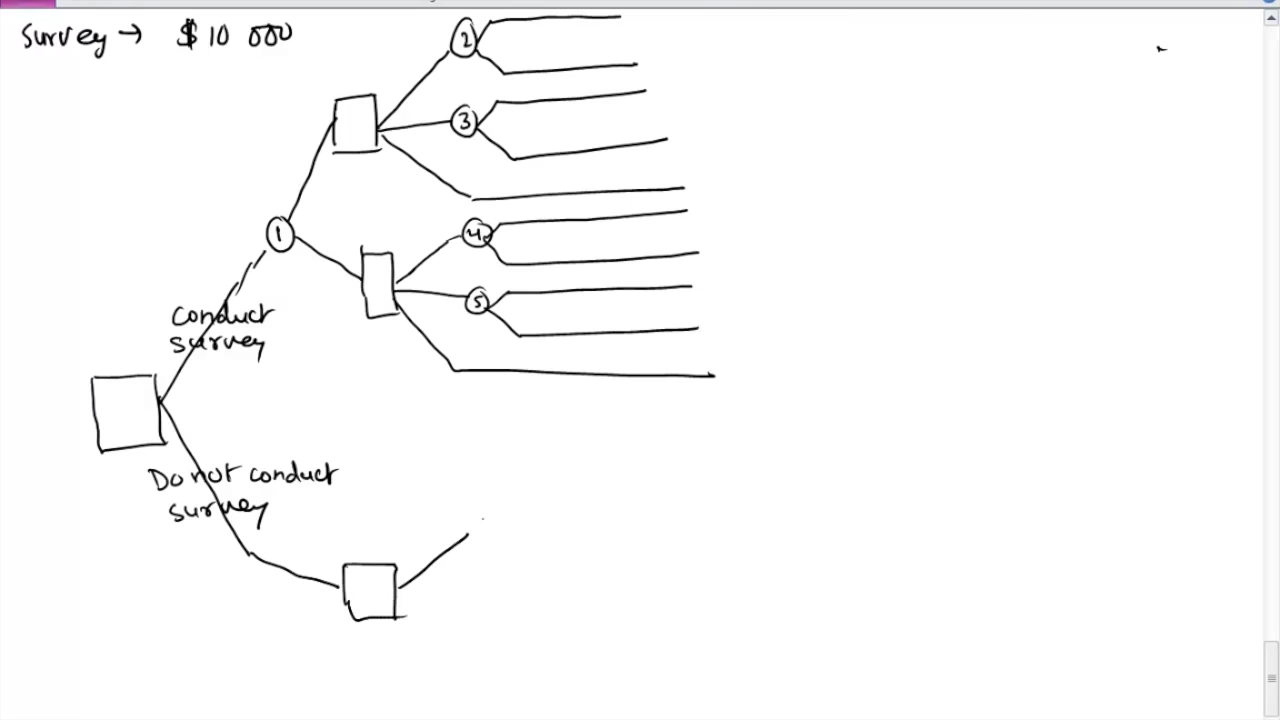 survey → $ 10 000
2
3
1
4
5
Conduct
survey
Do not conduct
survey